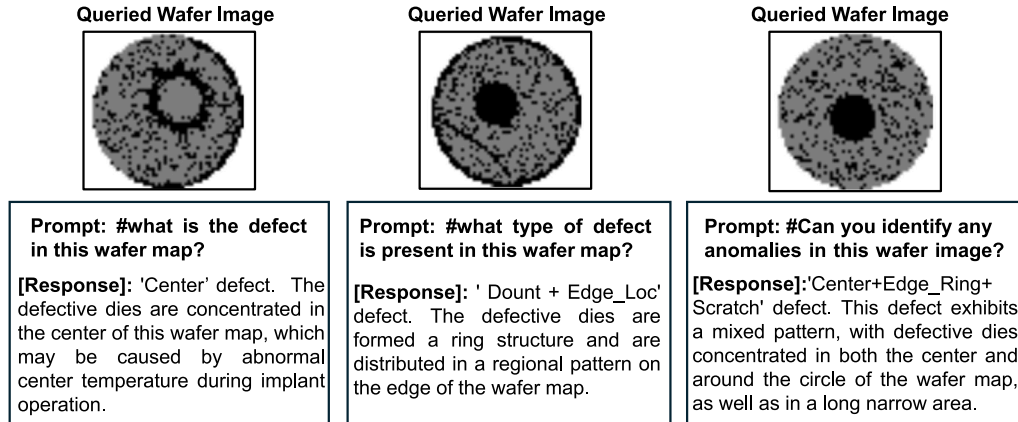 Queried Wafer Image
Prompt: #what is the defect
in this wafer map?
[Response]: 'Center' defect. The
defective dies are concentrated
in the center of this wafer map, which
may be caused by abnormal
center temperature during implant
operation.
Queried Wafer Image
Prompt: #what type of defect
is present in this wafer map?
[Response]: ' Dount + Edge_Loc'
defect. The defective dies are
formed a ring structure and are
distributed in a regional pattern on
the edge of the wafer map.
Queried Wafer Image
Prompt: #Can you identify any
anomalies in this wafer image?
[Response]:'Center+Edge_Ring+
Scratch' defect. This defect exhibits
a mixed pattern, with defective dies
concentrated in both the center and
around the circle of the wafer map,
as well as in a long narrow area.